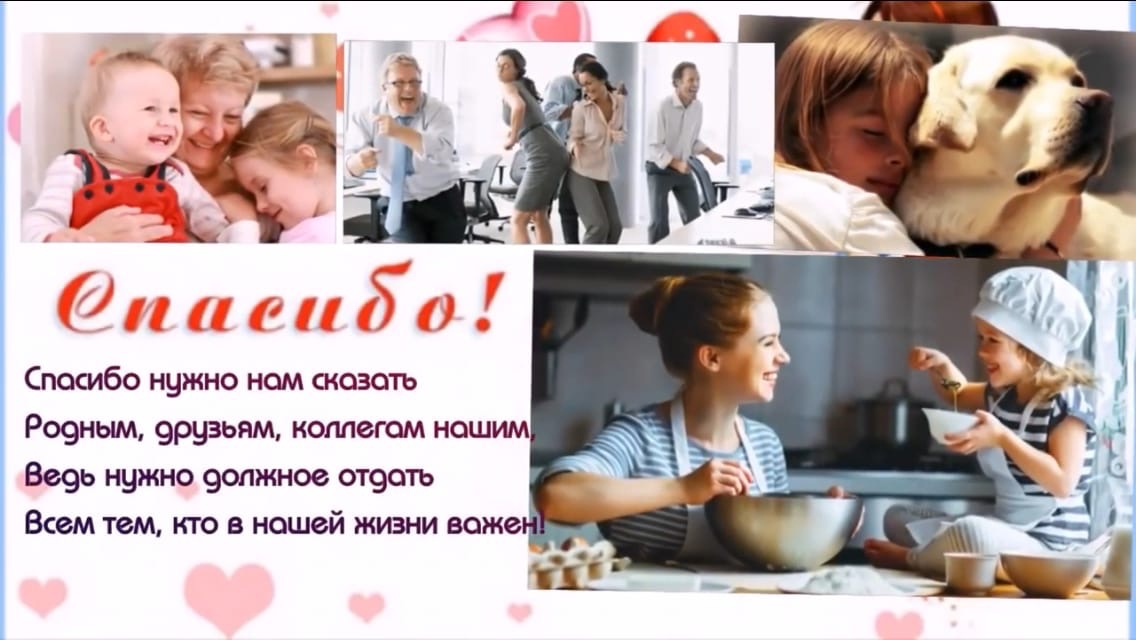 Спасибо!
Спасибо нужно нам сказать
Родным, друзьям, коллегам нашим,
Ведь нужно должное отдать
Всем тем, кто в нашей жизни важен!